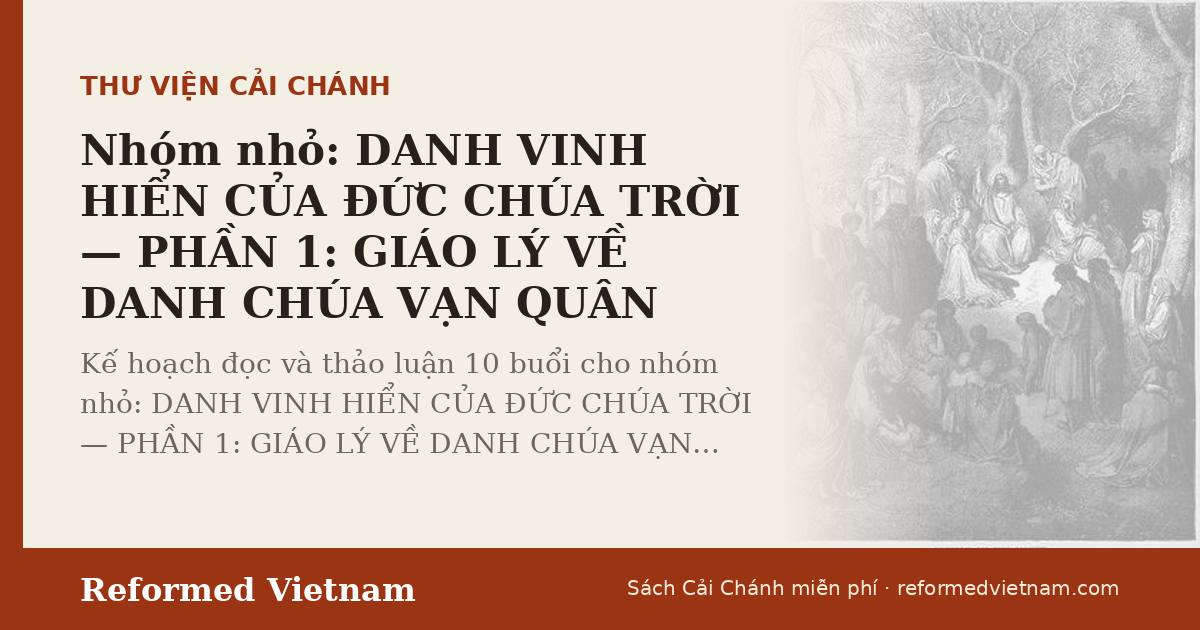 THƯ VIỆN CẢI CHÁNH
Nhóm nhỏ: DANH VINH
HIỂN CỦA ĐỨC CHÚA TRỜI
— PHẦN 1: GIÁO LÝ VỀ
DANH CHÚA VẠN QUÂN
Kế hoạch đọc và thảo luận 10 buổi cho nhóm
nhỏ: DANH VINH HIỂN CỦA ĐỨC CHÚA TRỜI
— PHẦN 1: GIÁO LÝ VỀ DANH CHÚA VẠN…
Reformed Vietnam
Sách Cải Chánh miễn phí · reformedvietnam.com